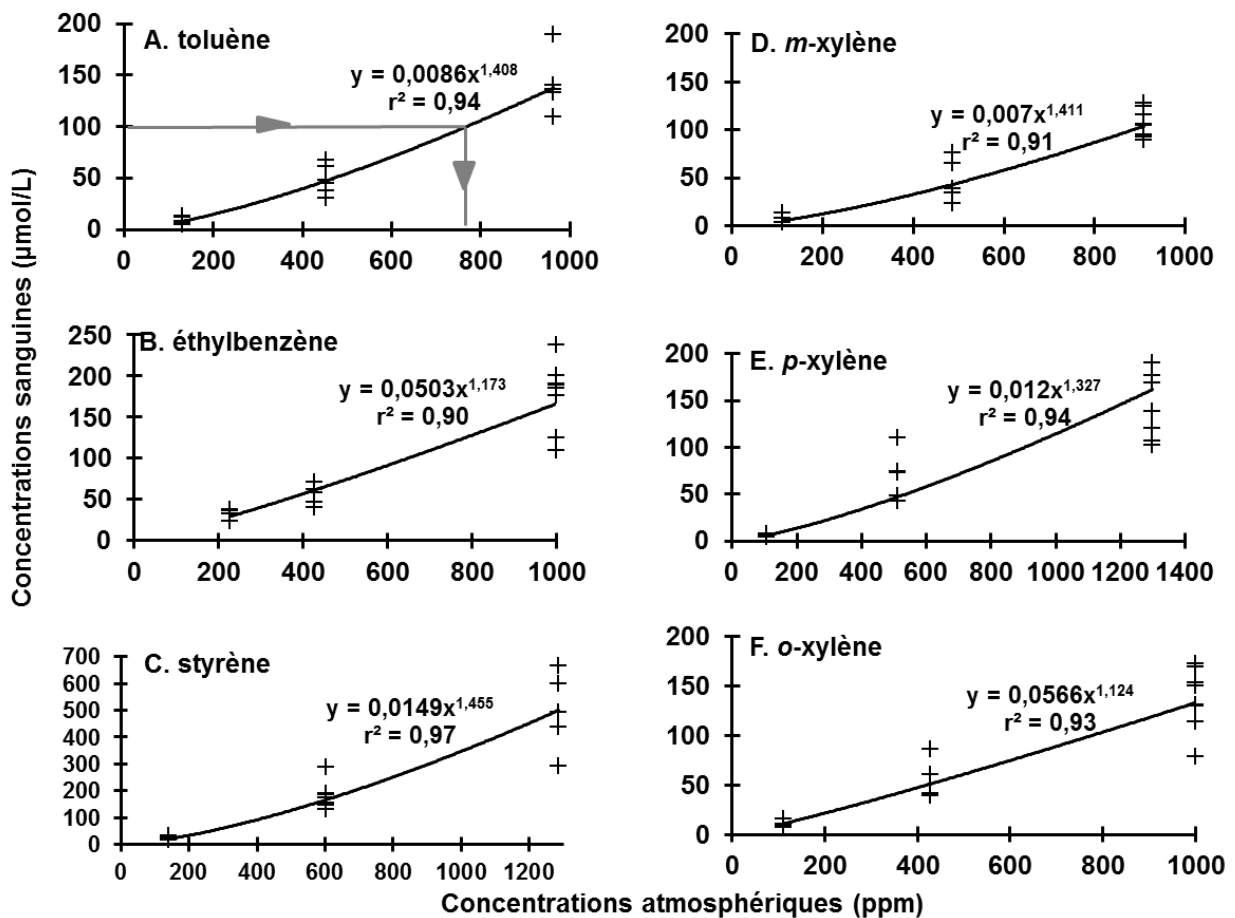 Concentrations sanguines (µmol/L)
A. toluène
y = 0,0086x^1,408
r² = 0,94
200
150
100
50
0
0 200 400 600 800 1000
D. m-xylène
y = 0,007x^1,411
r² = 0,91
200
150
100
50
0
0 200 400 600 800 1000
B. éthylbenzène
y = 0,0503x^1,173
r² = 0,90
250
200
150
100
50
0
0 200 400 600 800 1000
E. p-xylène
y = 0,012x^1,327
r² = 0,94
200
150
100
50
0
0 200 400 600 800 1000 1200 1400
C. styrène
y = 0,0149x^1,455
r² = 0,97
700
600
500
400
300
200
100
0
0 200 400 600 800 1000 1200
F. o-xylène
y = 0,0566x^1,124
r² = 0,93
200
150
100
50
0
0 200 400 600 800 1000
Concentrations atmosphériques (ppm)